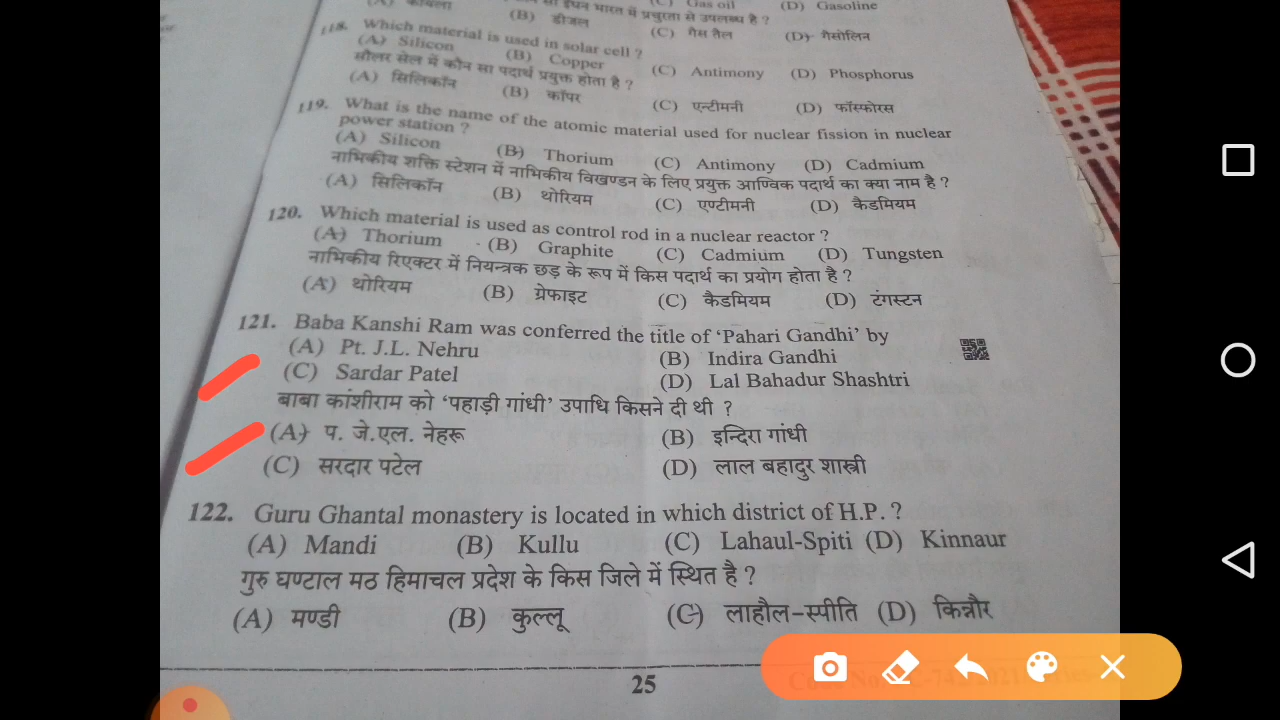 (A) कोयला
(B) डीजल
(C) Gas oil
(D) Gasoline
सा ईंधन भारत में प्रचुरता से उपलब्ध है ?
(C) गैस तैल (D) गैसोलिन
118. Which material is used in solar cell ?
(A) Silicon (B) Copper (C) Antimony (D) Phosphorus
सौलर सेल में कौन सा पदार्थ प्रयुक्त होता है ?
(A) सिलिकॉन (B) कॉपर (C) एन्टीमनी (D) फॉस्फोरस
119. What is the name of the atomic material used for nuclear fission in nuclear
power station ?
(A) Silicon (B) Thorium (C) Antimony (D) Cadmium
नाभिकीय शक्ति स्टेशन में नाभिकीय विखण्डन के लिए प्रयुक्त आण्विक पदार्थ का क्या नाम है ?
(A) सिलिकॉन (B) थोरियम (C) एण्टीमनी (D) कैडमियम
120. Which material is used as control rod in a nuclear reactor ?
(A) Thorium (B) Graphite (C) Cadmium (D) Tungsten
नाभिकीय रिएक्टर में नियन्त्रक छड़ के रूप में किस पदार्थ का प्रयोग होता है ?
(A) थोरियम (B) ग्रेफाइट (C) कैडमियम (D) टंगस्टन
121. Baba Kanshi Ram was conferred the title of ‘Pahari Gandhi’ by
(A) Pt. J.L. Nehru (B) Indira Gandhi
(C) Sardar Patel (D) Lal Bahadur Shashtri
बाबा कांशीराम को ‘पहाड़ी गांधी’ उपाधि किसने दी थी ?
(A) प. जे.एल. नेहरू (B) इन्दिरा गांधी
(C) सरदार पटेल (D) लाल बहादुर शास्त्री
122. Guru Ghantal monastery is located in which district of H.P. ?
(A) Mandi (B) Kullu (C) Lahaul-Spiti (D) Kinnaur
गुरु घण्टाल मठ हिमाचल प्रदेश के किस जिले में स्थित है ?
(A) मण्डी (B) कुल्लू (C) लाहौल-स्पीति (D) किन्नौर
25